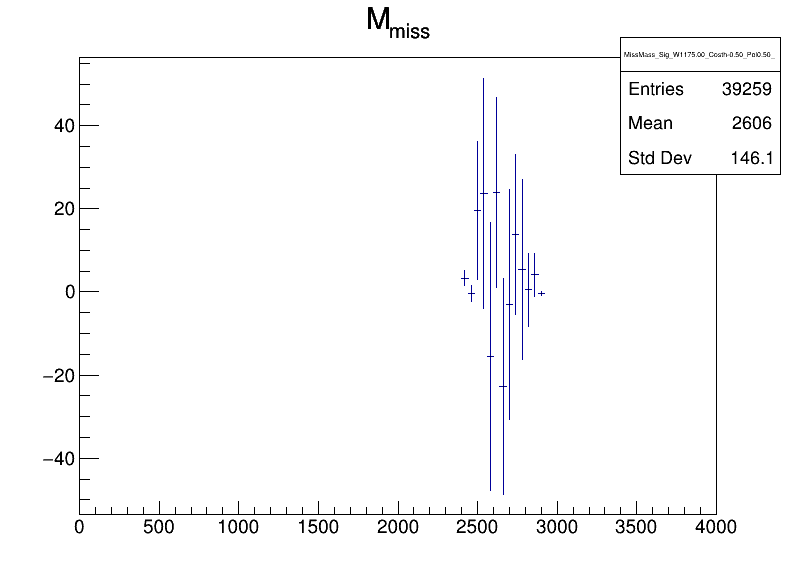 M_miss
MissMass_Sig_W1175.00_Costh-0.50_Pol0.50_
Entries 39259
Mean 2606
Std Dev 146.1
40
20
0
−20
−40
0 500 1000 1500 2000 2500 3000 3500 4000